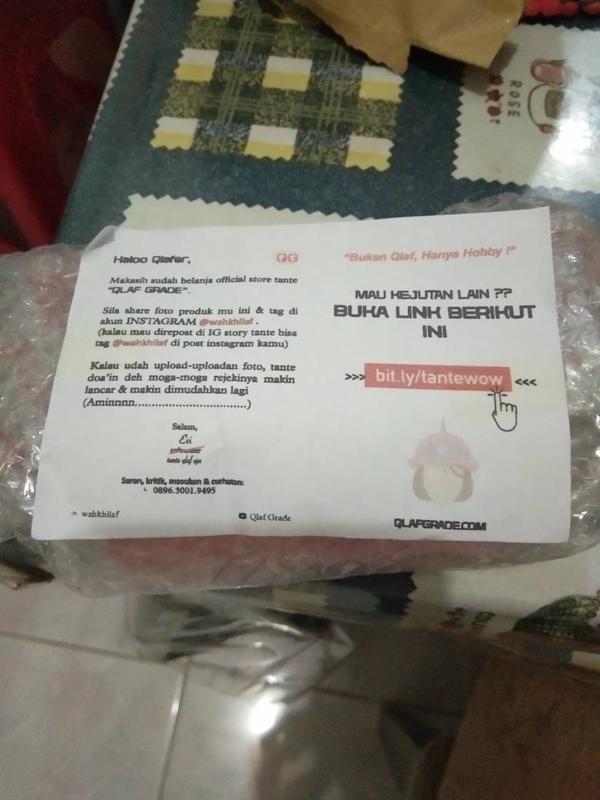 Haloo Qlafer,
QG
Makasih sudah belanja official store tante
"QLAF GRADE".
Sila share foto produk mu ini & tag di
akun INSTAGRAM @wahkhilaf .
(kalau mau direpost di IG story tante bisa
tag @wahkhilaf di post instagram kamu)
Kalau udah upload-uploadan foto, tante
doa'in deh moga-moga rejekinya makin
lancar & makin dimudahkan lagi
(Aminnnn..............................)
Salam,
Evi
tante qlaf aja
Saran, kritik, masukan & curhatan:
0896.3001.9495
wahkhilaf
Qlaf Grade
"Bukan Qlaf, Hanya Hobby !"
MAU KEJUTAN LAIN ??
BUKA LINK BERIKUT
INI
>>> bit.ly/tantewow <<<
QLAFGRADE.COM
ROSE